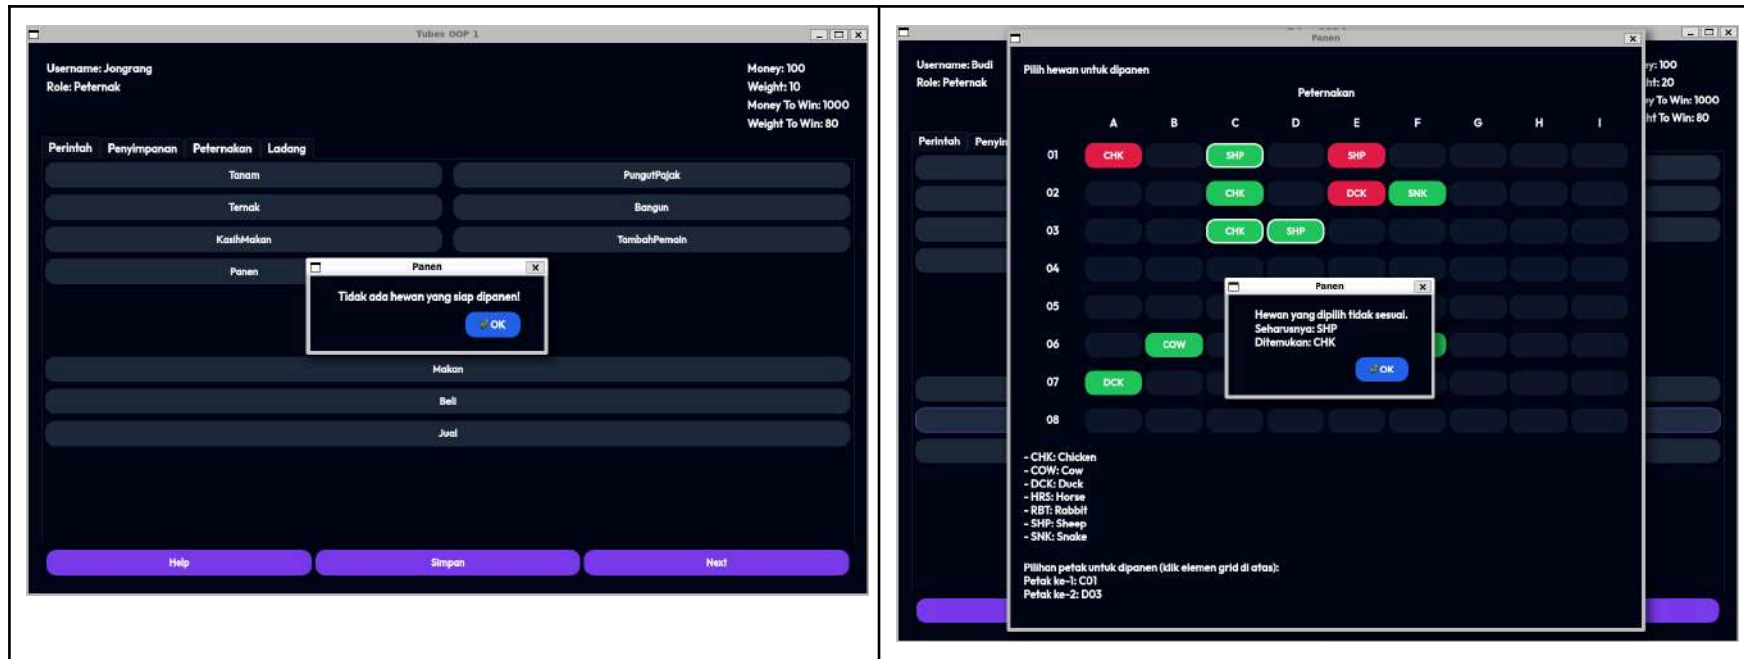 Tubes OOP 1
Username: Jongrang
Role: Peternak
Money: 100
Weight: 10
Money To Win: 1000
Weight To Win: 80
Perintah Penyimpanan Peternakan Ladang
Tanam PungutPajak
Ternak Bangun
KasihMakan TambahPemain
Panen
Panen
Tidak ada hewan yang siap dipanen!
OK
Makan
Beli
Jual
Help Simpan Next
Panen
Username: Budi
Role: Peternak
ey: 100
ht: 20
ey To Win: 1000
ht To Win: 80
Perintah Penyim
Pilih hewan untuk dipanen
Peternakan
A B C D E F G H I
01 CHK SHP SHP
02 CHK DCK SNK
03 CHK SHP
04
05
06 COW
07 DCK
08
Panen
Hewan yang dipilih tidak sesuai.
Seharusnya: SHP
Ditemukan: CHK
OK
- CHK: Chicken
- COW: Cow
- DCK: Duck
- HRS: Horse
- RBT: Rabbit
- SHP: Sheep
- SNK: Snake
Pilihan petak untuk dipanen (klik elemen grid di atas):
Petak ke-1: C01
Petak ke-2: D03